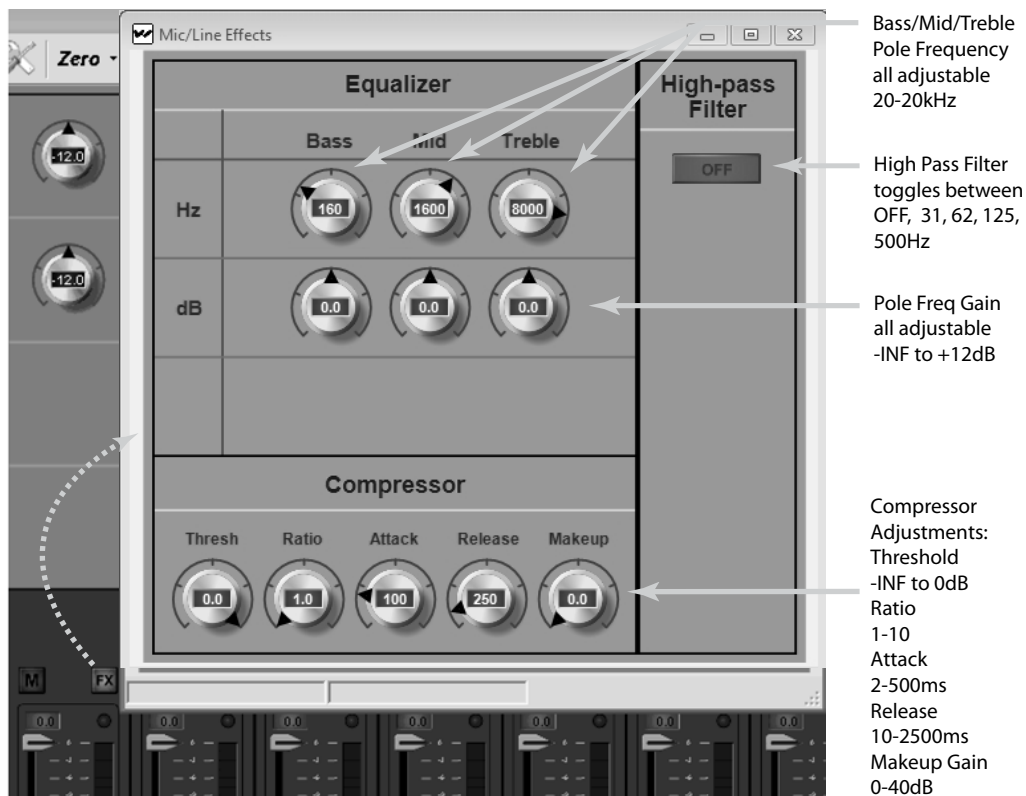 Mic/Line Effects
Zero
-12.0
-12.0
Equalizer
Bass Mid Treble
Hz
160 1600 8000
dB
0.0 0.0 0.0
High-pass
Filter
OFF
Compressor
Thresh Ratio Attack Release Makeup
0.0 1.0 100 250 0.0
M FX
0.0 0.0 0.0 0.0 0.0 0.0 0.0
Bass/Mid/Treble
Pole Frequency
all adjustable
20-20kHz
High Pass Filter
toggles between
OFF, 31, 62, 125,
500Hz
Pole Freq Gain
all adjustable
-INF to +12dB
Compressor
Adjustments:
Threshold
-INF to 0dB
Ratio
1-10
Attack
2-500ms
Release
10-2500ms
Makeup Gain
0-40dB